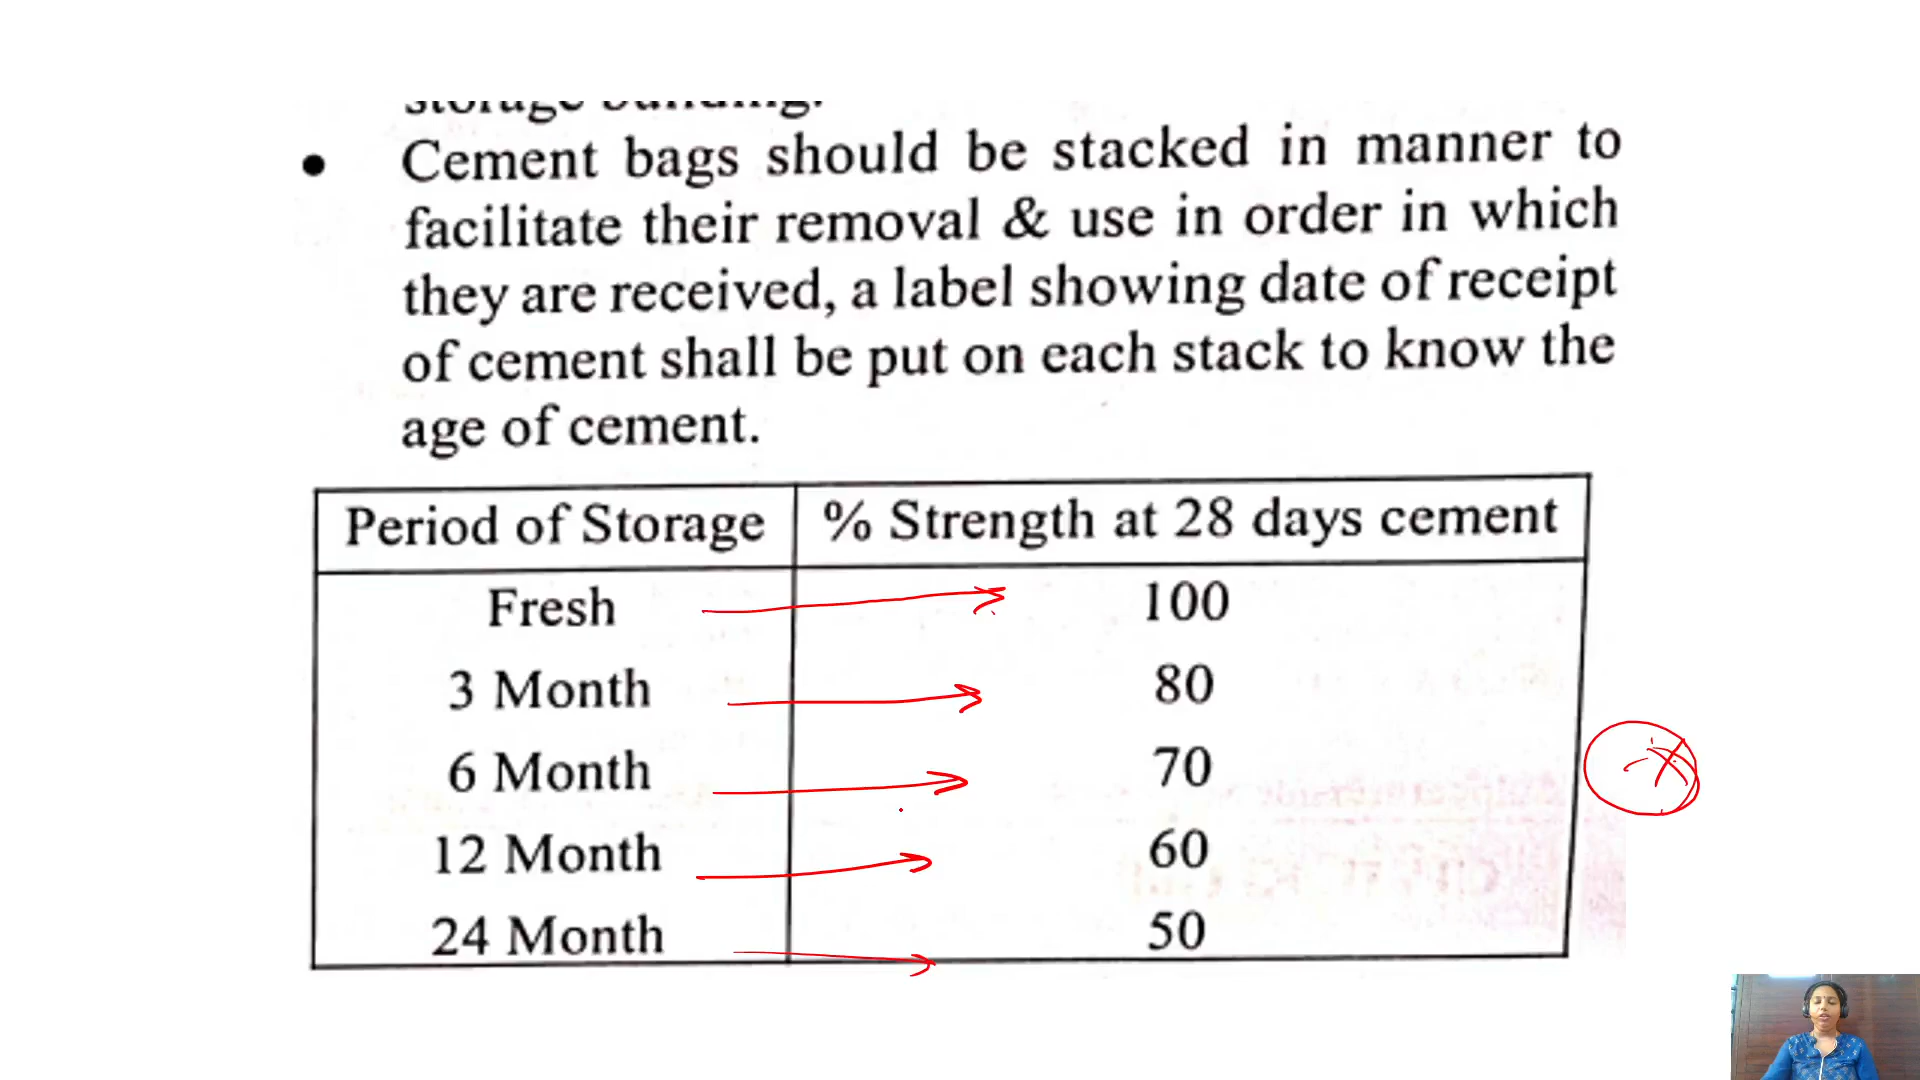 • Cement bags should be stacked in manner to
facilitate their removal & use in order in which
they are received, a label showing date of receipt
of cement shall be put on each stack to know the
age of cement.
Period of Storage % Strength at 28 days cement
Fresh 100
3 Month 80
6 Month 70
12 Month 60
24 Month 50